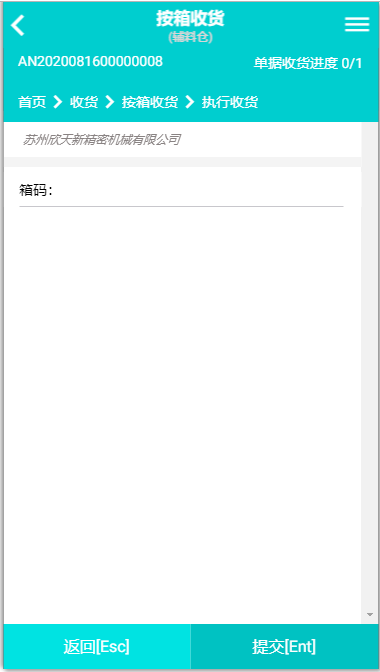 按箱收货
(辅料仓)
AN2020081600000008 单据收货进度 0/1
首页 收货 按箱收货 执行收货
苏州欣天新精密机械有限公司
箱码：
返回[Esc] 提交[Ent]